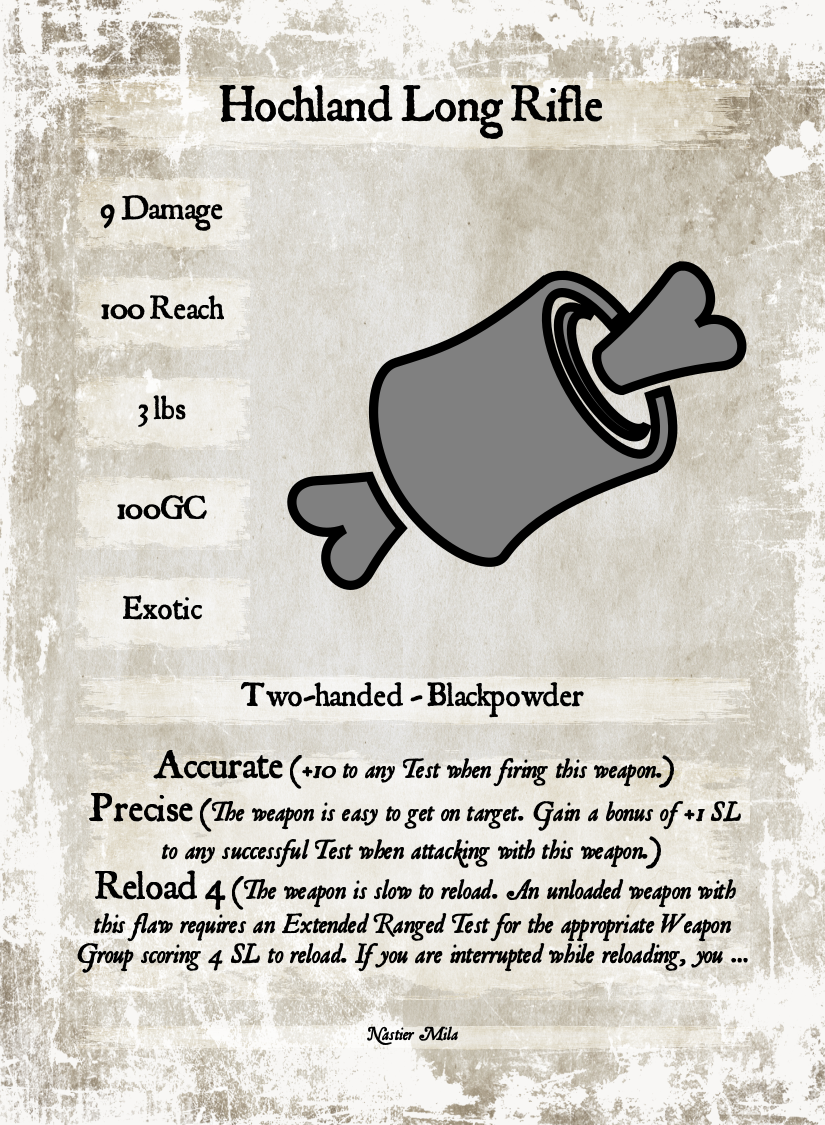 Hochland Long Rifle
9 Damage
100 Reach
3 lbs
100GC
Exotic
Two-handed - Blackpowder
Accurate (+10 to any Test when firing this weapon.)
Precise (The weapon is easy to get on target. Gain a bonus of +1 SL
to any successful Test when attacking with this weapon.)
Reload 4 (The weapon is slow to reload. An unloaded weapon with
this flaw requires an Extended Ranged Test for the appropriate Weapon
Group scoring 4 SL to reload. If you are interrupted while reloading, you ...
Nastier Mila